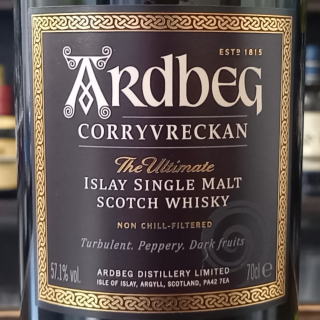 ESTD 1815
ARDBEG
CORRYVRECKAN
The Ultimate
ISLAY SINGLE MALT
SCOTCH WHISKY
NON CHILL-FILTERED
Turbulent. Peppery. Dark fruits
57.1% vol.
ARDBEG DISTILLERY LIMITED
ISLE OF ISLAY, ARGYLL, SCOTLAND, PA42 7EA
70cl e